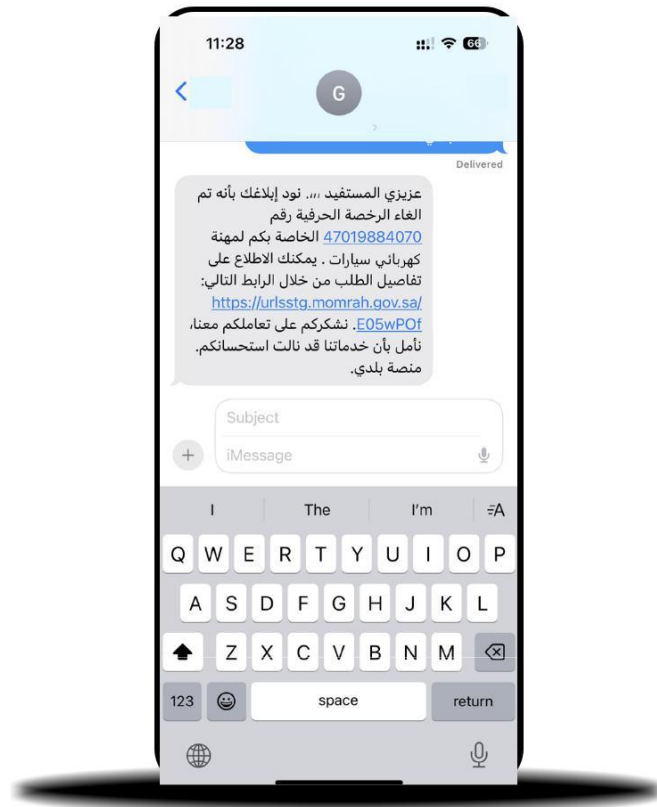 11:28
66
G
Delivered
عزيزي المستفيد ,,,. نود إبلاغك بأنه تم
الغاء الرخصة الحرفية رقم
47019884070 الخاصة بكم لمهنة
كهربائي سيارات . يمكنك الاطلاع على
تفاصيل الطلب من خلال الرابط التالي:
https://urlsstg.momrah.gov.sa/
E05wPOf. نشكركم على تعاملكم معنا،
نأمل بأن خدماتنا قد نالت استحسانكم.
منصة بلدي.
Subject
iMessage
I The I'm
Q W E R T Y U I O P
A S D F G H J K L
Z X C V B N M
123 space return